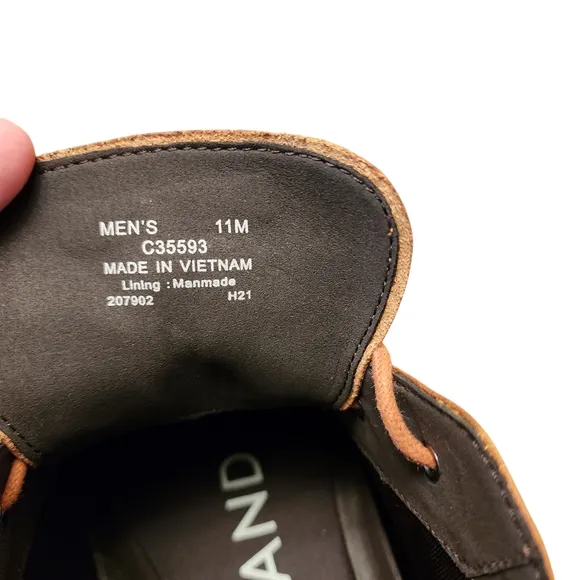 MEN'S 11M
C35593
MADE IN VIETNAM
Lining : Manmade
207902 H21
AND